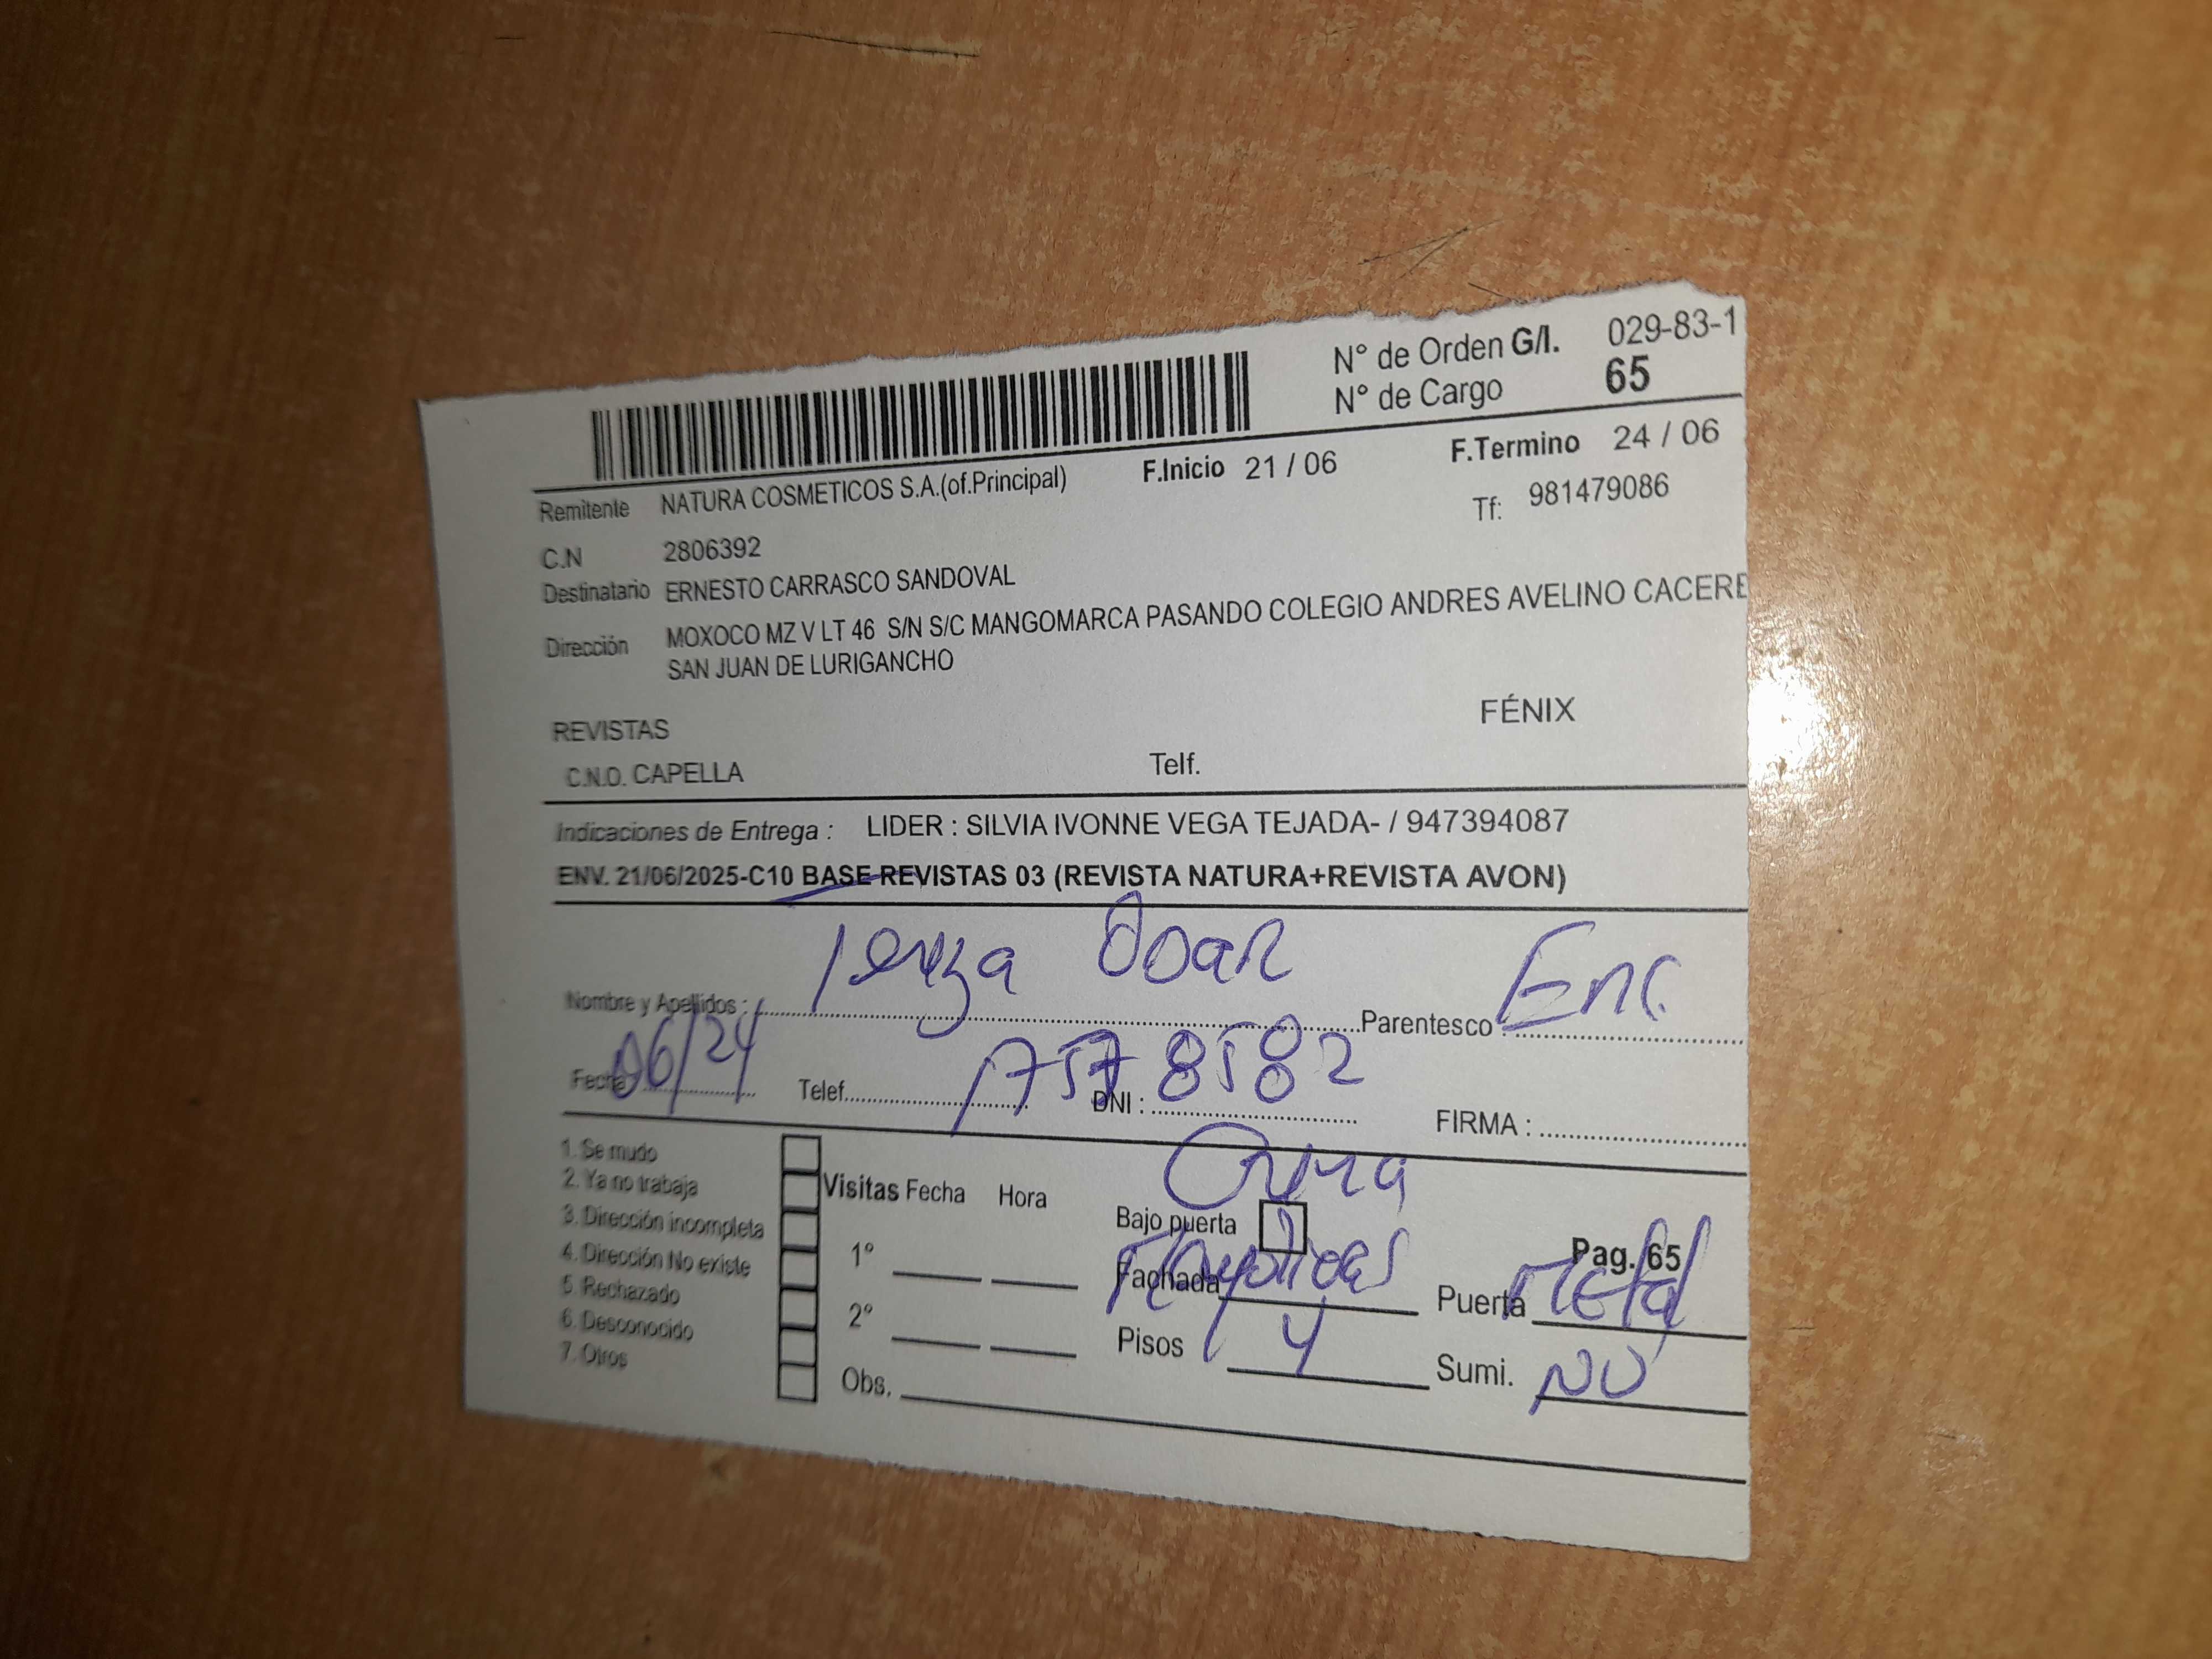 N° de Orden G/I. 029-83-1
N° de Cargo 65
F.Inicio 21 / 06 F.Termino 24 / 06
Remitente NATURA COSMETICOS S.A.(of.Principal) Tf: 981479086
C.N 2806392
Destinatario ERNESTO CARRASCO SANDOVAL
Dirección MOXOCO MZ V LT 46 S/N S/C MANGOMARCA PASANDO COLEGIO ANDRES AVELINO CACERE
SAN JUAN DE LURIGANCHO
REVISTAS FÉNIX
C.N.O. CAPELLA Telf.
Indicaciones de Entrega : LIDER : SILVIA IVONNE VEGA TEJADA- / 947394087
ENV. 21/06/2025-C10 BASE REVISTAS 03 (REVISTA NATURA+REVISTA AVON)
Nombre y Apellidos : Parentesco : Enc.
Fecha 06/24 Telef. DNI : FIRMA :
1. Se mudo
2. Ya no trabaja
3. Dirección incompleta
4. Dirección No existe
5. Rechazado
6. Desconocido
7. Otros
Visitas Fecha Hora
1°
2°
Obs.
Bajo puerta Pag. 65
Fachada Puerta Metal
Pisos 4 Sumi. NO